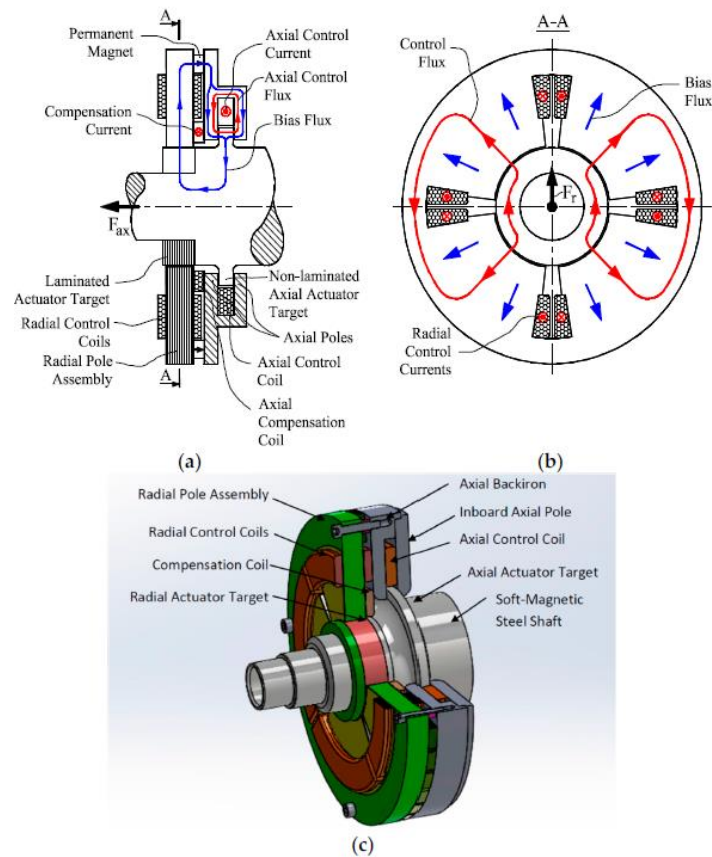 A
Permanent
Magnet
Compensation
Current
Axial Control
Current
Axial Control
Flux
Bias Flux
F_ax
Laminated
Actuator Target
Radial Control
Coils
Radial Pole
Assembly
A
Non-laminated
Axial Actuator
Target
Axial Poles
Axial Control
Coil
Axial
Compensation
Coil
(a)
A-A
Control
Flux
Bias
Flux
F_r
Radial
Control
Currents
(b)
Radial Pole Assembly
Radial Control Coils
Compensation Coil
Radial Actuator Target
Axial Backiron
Inboard Axial Pole
Axial Control Coil
Axial Actuator Target
Soft-Magnetic
Steel Shaft
(c)